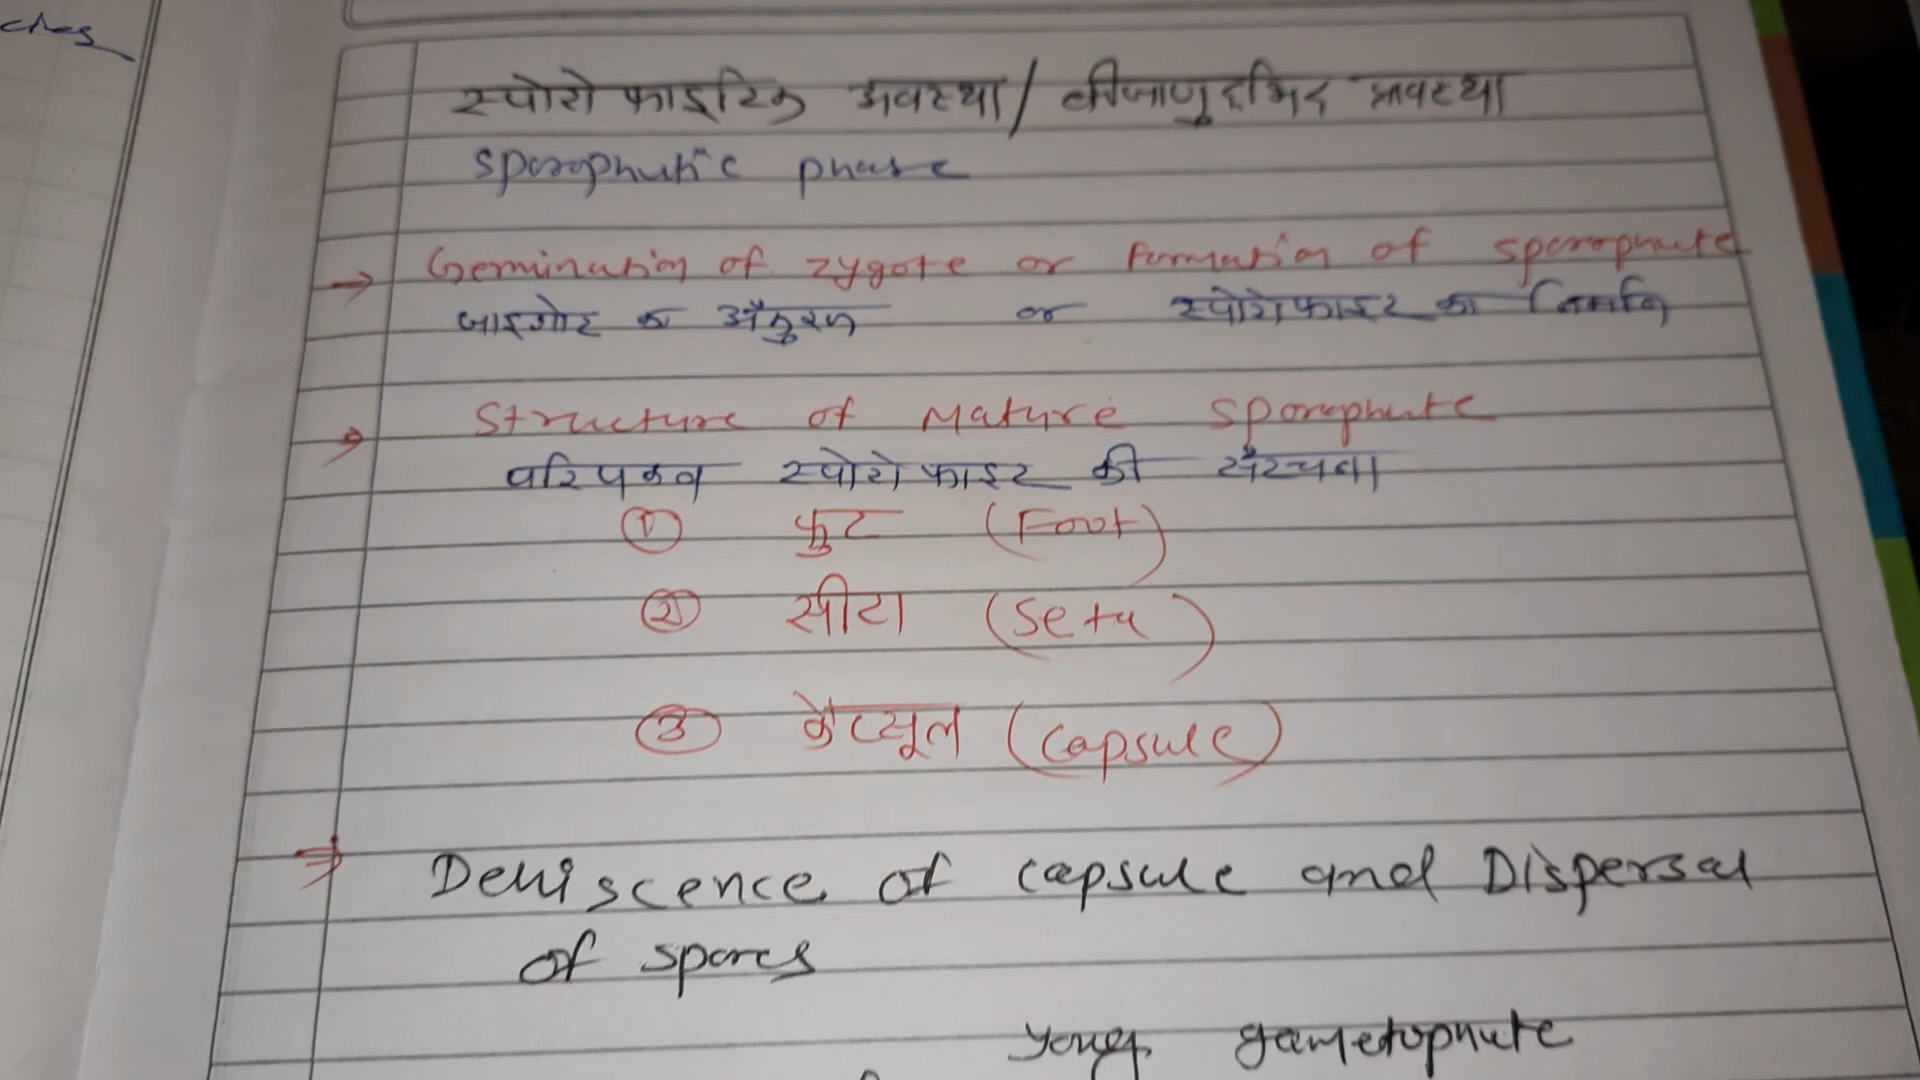 ches
स्पोरोफाइटिक अवस्था / बीजाणुदभिद अवस्था
Sporophytic phase
→ Germination of zygote or Formation of sporophyte
जाइगोट का अँकुरण or स्पोरोफाइट का निर्माण
→ Structure of Mature Sporophyte
परिपक्व स्पोरोफाइट की सँरचना
① फुट (Foot)
② सीटा (Seta)
③ कैप्सूल (Capsule)
⇒ Dehiscence of capsule and Dispersal
of spores
Yong gametophyte